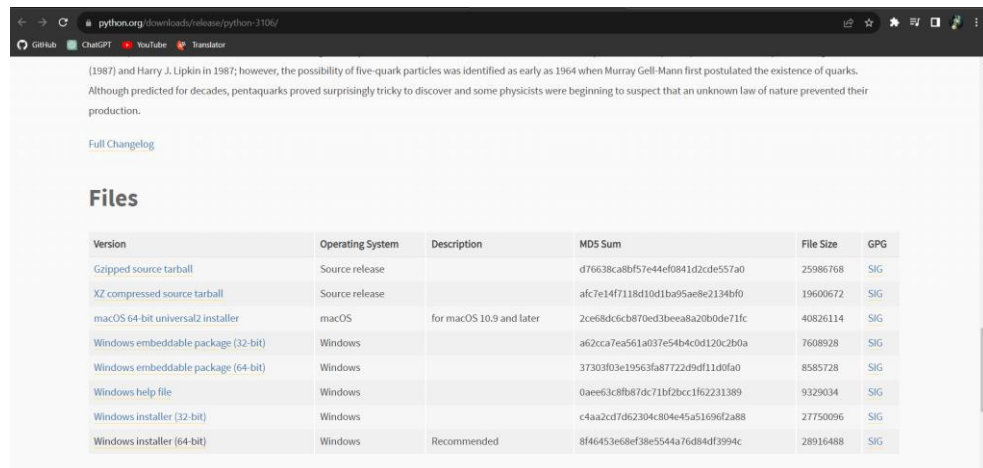 python.org/downloads/release/python-3106/
GitHub ChatGPT YouTube Translator
(1987) and Harry J. Lipkin in 1987; however, the possibility of five-quark particles was identified as early as 1964 when Murray Gell-Mann first postulated the existence of quarks.
Although predicted for decades, pentaquarks proved surprisingly tricky to discover and some physicists were beginning to suspect that an unknown law of nature prevented their
production.
Full Changelog
Files
Version Operating System Description MD5 Sum File Size GPG
Gzipped source tarball Source release d76638ca8bf57e44ef0841d2cde557a0 25986768 SIG
XZ compressed source tarball Source release afc7e14f7118d10d1ba95ae8e2134bf0 19600672 SIG
macOS 64-bit universal2 installer macOS for macOS 10.9 and later 2ce68dc6cb870ed3beea8a20b0de71fc 40826114 SIG
Windows embeddable package (32-bit) Windows a62cca7ea561a037e54b4c0d120c2b0a 7608928 SIG
Windows embeddable package (64-bit) Windows 37303f03e19563fa87722d9df11d0fa0 8585728 SIG
Windows help file Windows 0aee63c8fb87dc71bf2bcc1f62231389 9329034 SIG
Windows installer (32-bit) Windows c4aa2cd7d62304c804e45a51696f2a88 27750096 SIG
Windows installer (64-bit) Windows Recommended 8f46453e68ef38e5544a76d84df3994c 28916488 SIG